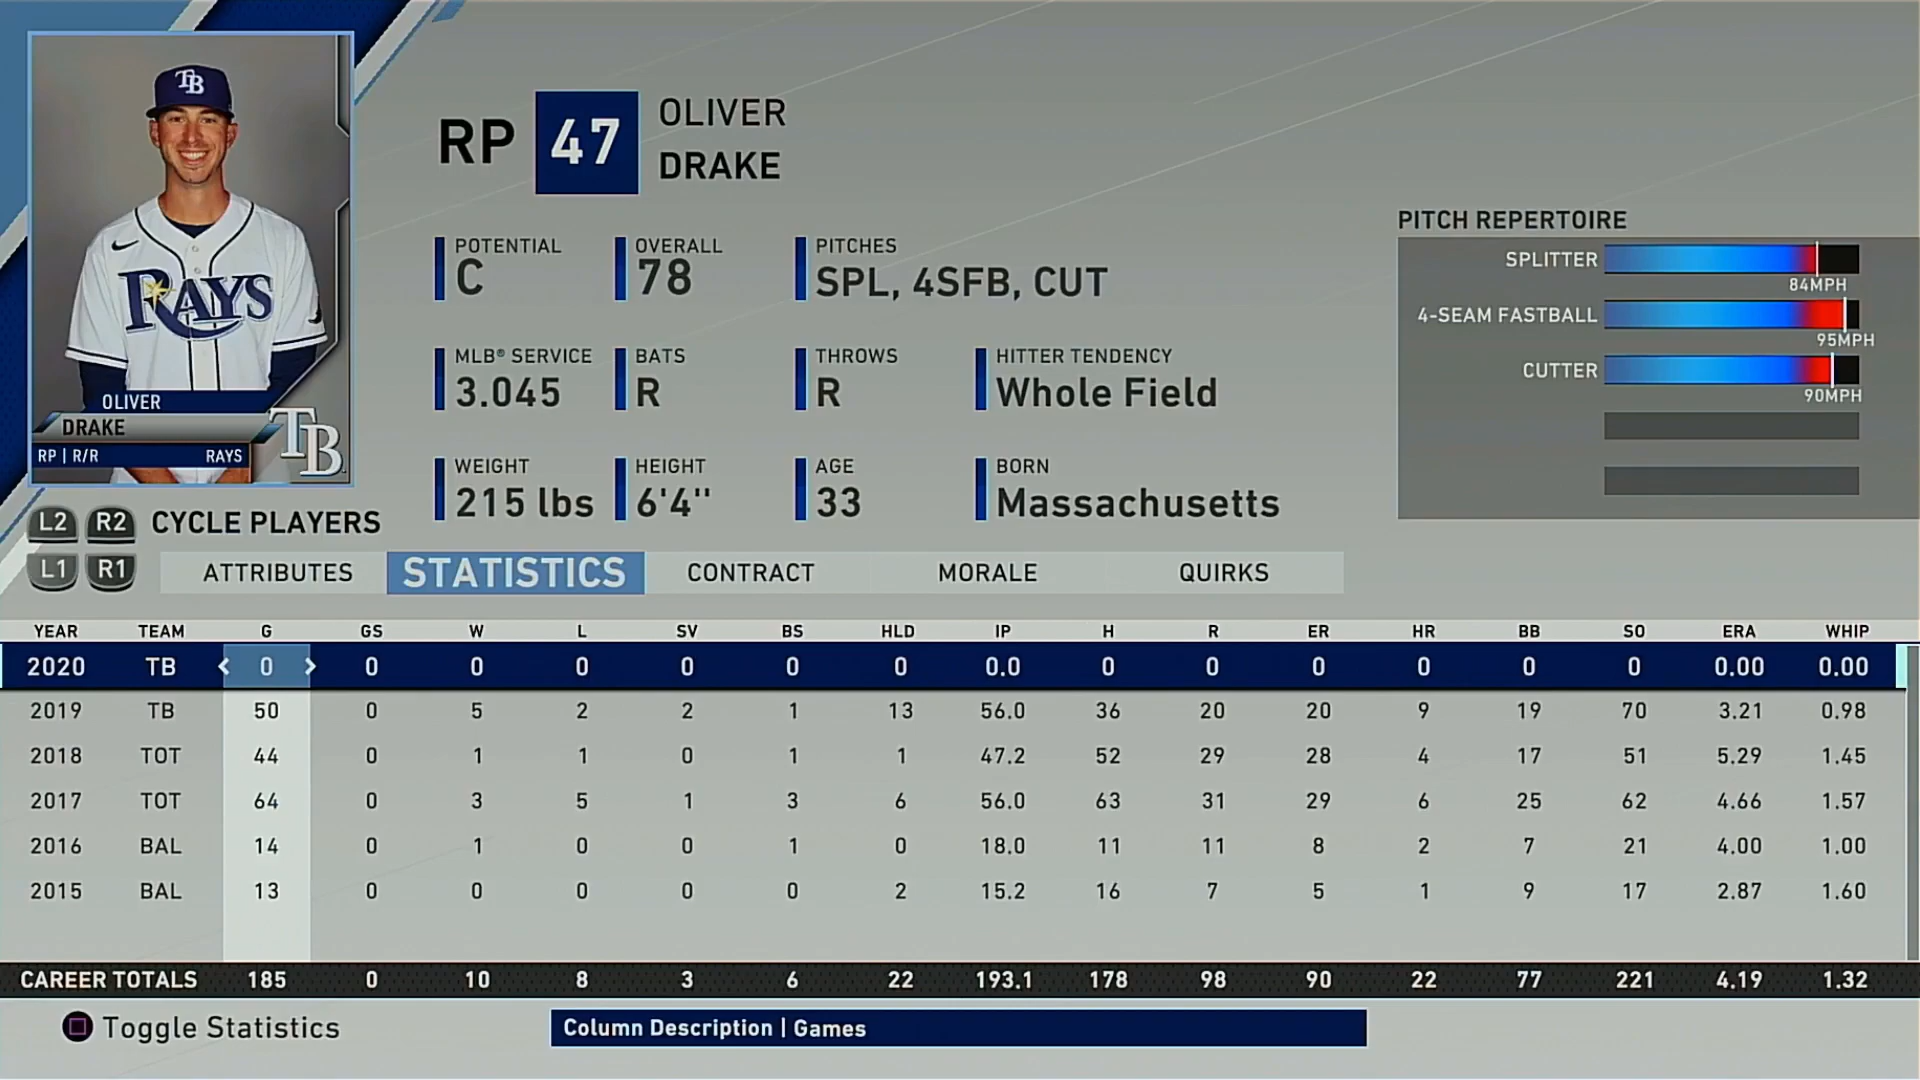 TB
RAYS
OLIVER
DRAKE
RP | R/R RAYS
TB
RP 47 OLIVER
DRAKE
POTENTIAL OVERALL PITCHES
C 78 SPL, 4SFB, CUT
MLB® SERVICE BATS THROWS HITTER TENDENCY
3.045 R R Whole Field
WEIGHT HEIGHT AGE BORN
215 lbs 6'4'' 33 Massachusetts
PITCH REPERTOIRE
SPLITTER
84MPH
4-SEAM FASTBALL
95MPH
CUTTER
90MPH
L2 R2 CYCLE PLAYERS
L1 R1 ATTRIBUTES STATISTICS CONTRACT MORALE QUIRKS
YEAR TEAM G GS W L SV BS HLD IP H R ER HR BB SO ERA WHIP
2020 TB 0 0 0 0 0 0 0 0.0 0 0 0 0 0 0 0.00 0.00
2019 TB 50 0 5 2 2 1 13 56.0 36 20 20 9 19 70 3.21 0.98
2018 TOT 44 0 1 1 0 1 1 47.2 52 29 28 4 17 51 5.29 1.45
2017 TOT 64 0 3 5 1 3 6 56.0 63 31 29 6 25 62 4.66 1.57
2016 BAL 14 0 1 0 0 1 0 18.0 11 11 8 2 7 21 4.00 1.00
2015 BAL 13 0 0 0 0 0 2 15.2 16 7 5 1 9 17 2.87 1.60
CAREER TOTALS 185 0 10 8 3 6 22 193.1 178 98 90 22 77 221 4.19 1.32
Toggle Statistics
Column Description | Games